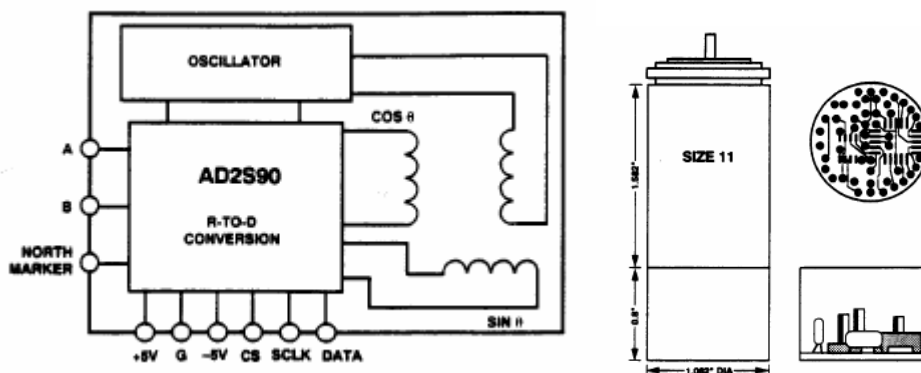 OSCILLATOR
COS θ
A
AD2S90
B
R-TO-D
CONVERSION
NORTH
MARKER
SIN θ
+5V
G
-5V
CS
SCLK
DATA
SIZE 11
1.582"
0.8"
1.062" DIA